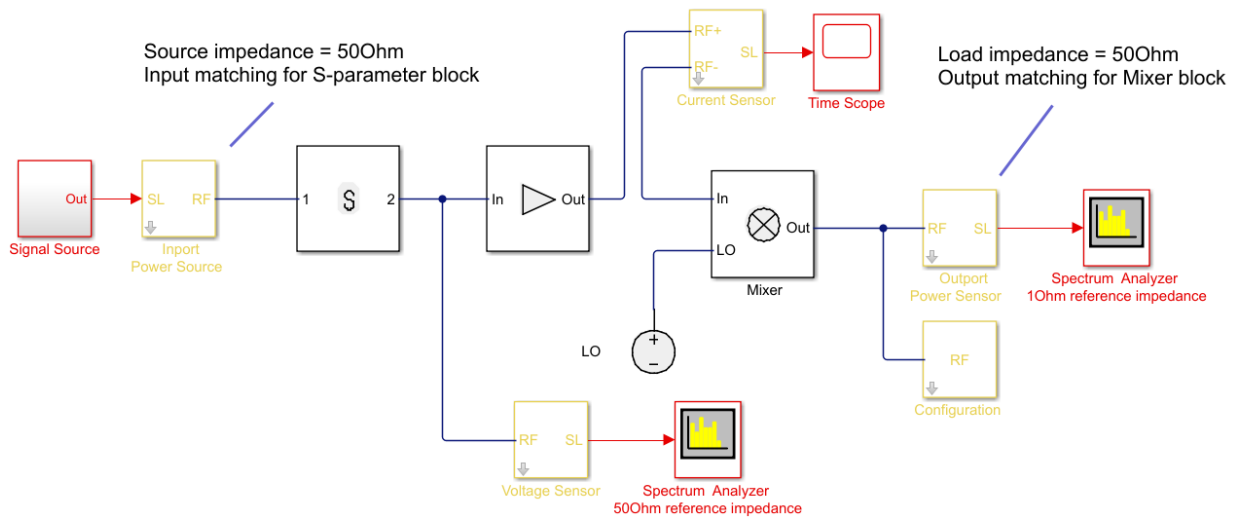 Source impedance = 50Ohm
Input matching for S-parameter block
RF+
RF-
SL
Current Sensor
Time Scope
Load impedance = 50Ohm
Output matching for Mixer block
Out
Signal Source
SL
RF
Inport
Power Source
1
S
2
In
Out
In
LO
Out
Mixer
RF
SL
Outport
Power Sensor
Spectrum Analyzer
1Ohm reference impedance
LO
+
−
RF
Configuration
RF
SL
Voltage Sensor
Spectrum Analyzer
50Ohm reference impedance